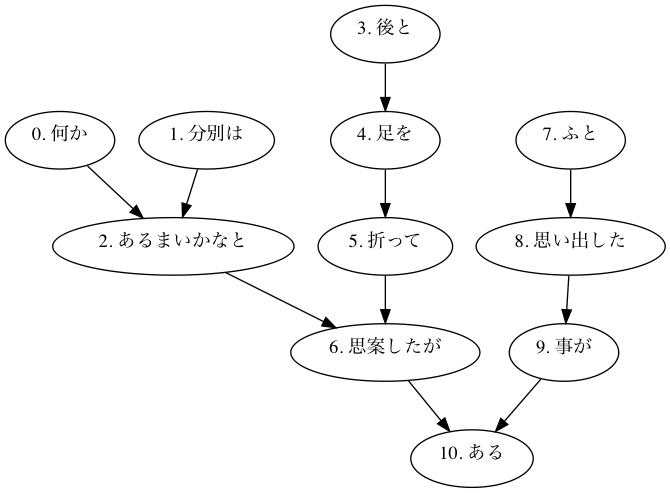 3. 後と
0. 何か
1. 分別は
4. 足を
7. ふと
2. あるまいかなと
5. 折って
8. 思い出した
6. 思案したが
9. 事が
10. ある